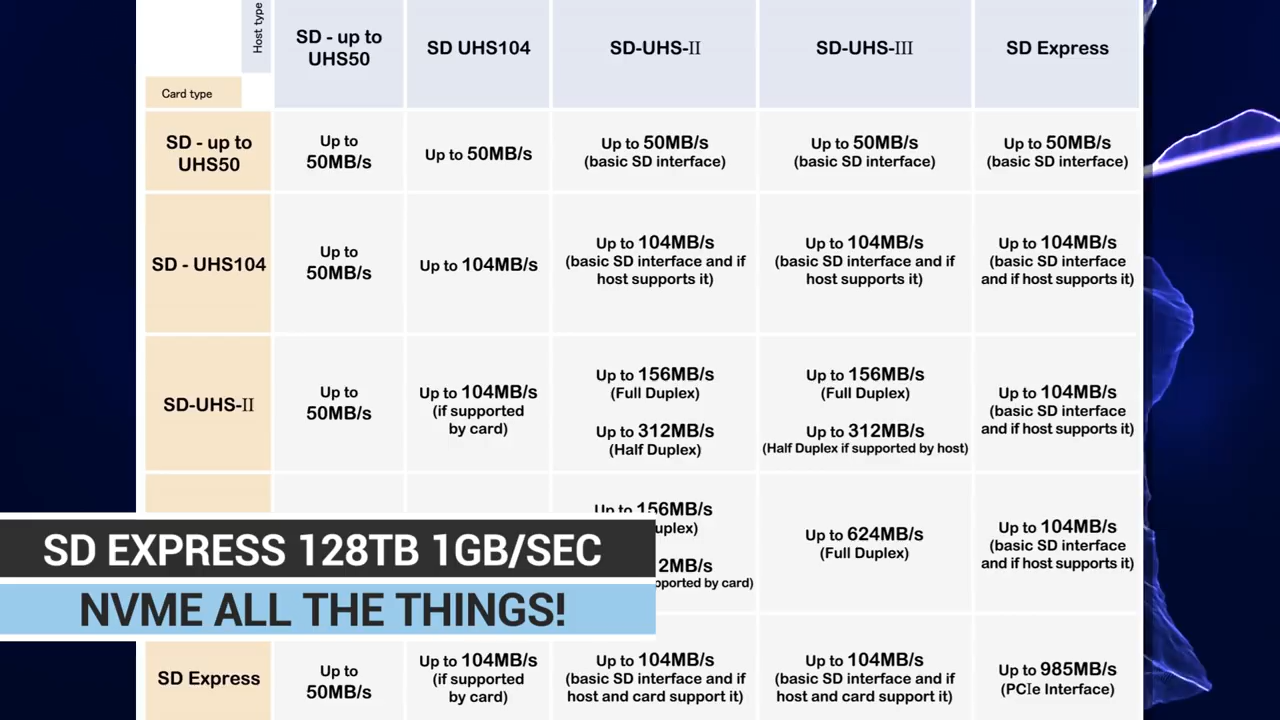 Host type
SD - up to
UHS50
SD UHS104
SD-UHS-II
SD-UHS-III
SD Express
Card type
SD - up to
UHS50
Up to
50MB/s
Up to 50MB/s
Up to 50MB/s
(basic SD interface)
Up to 50MB/s
(basic SD interface)
Up to 50MB/s
(basic SD interface)
SD - UHS104
Up to
50MB/s
Up to 104MB/s
Up to 104MB/s
(basic SD interface and if
host supports it)
Up to 104MB/s
(basic SD interface and if
host supports it)
Up to 104MB/s
(basic SD interface
and if host supports it)
SD-UHS-II
Up to
50MB/s
Up to 104MB/s
(if supported
by card)
Up to 156MB/s
(Full Duplex)
Up to 312MB/s
(Half Duplex)
Up to 156MB/s
(Full Duplex)
Up to 312MB/s
(Half Duplex if supported by host)
Up to 104MB/s
(basic SD interface
and if host supports it)
Up to 156MB/s
uplex)
2MB/s
pported by card)
Up to 624MB/s
(Full Duplex)
Up to 104MB/s
(basic SD interface
and if host supports it)
SD EXPRESS 128TB 1GB/SEC
NVME ALL THE THINGS!
SD Express
Up to
50MB/s
Up to 104MB/s
(if supported
by card)
Up to 104MB/s
(basic SD interface and if
host and card support it)
Up to 104MB/s
(basic SD interface and if
host and card support it)
Up to 985MB/s
(PCIe Interface)